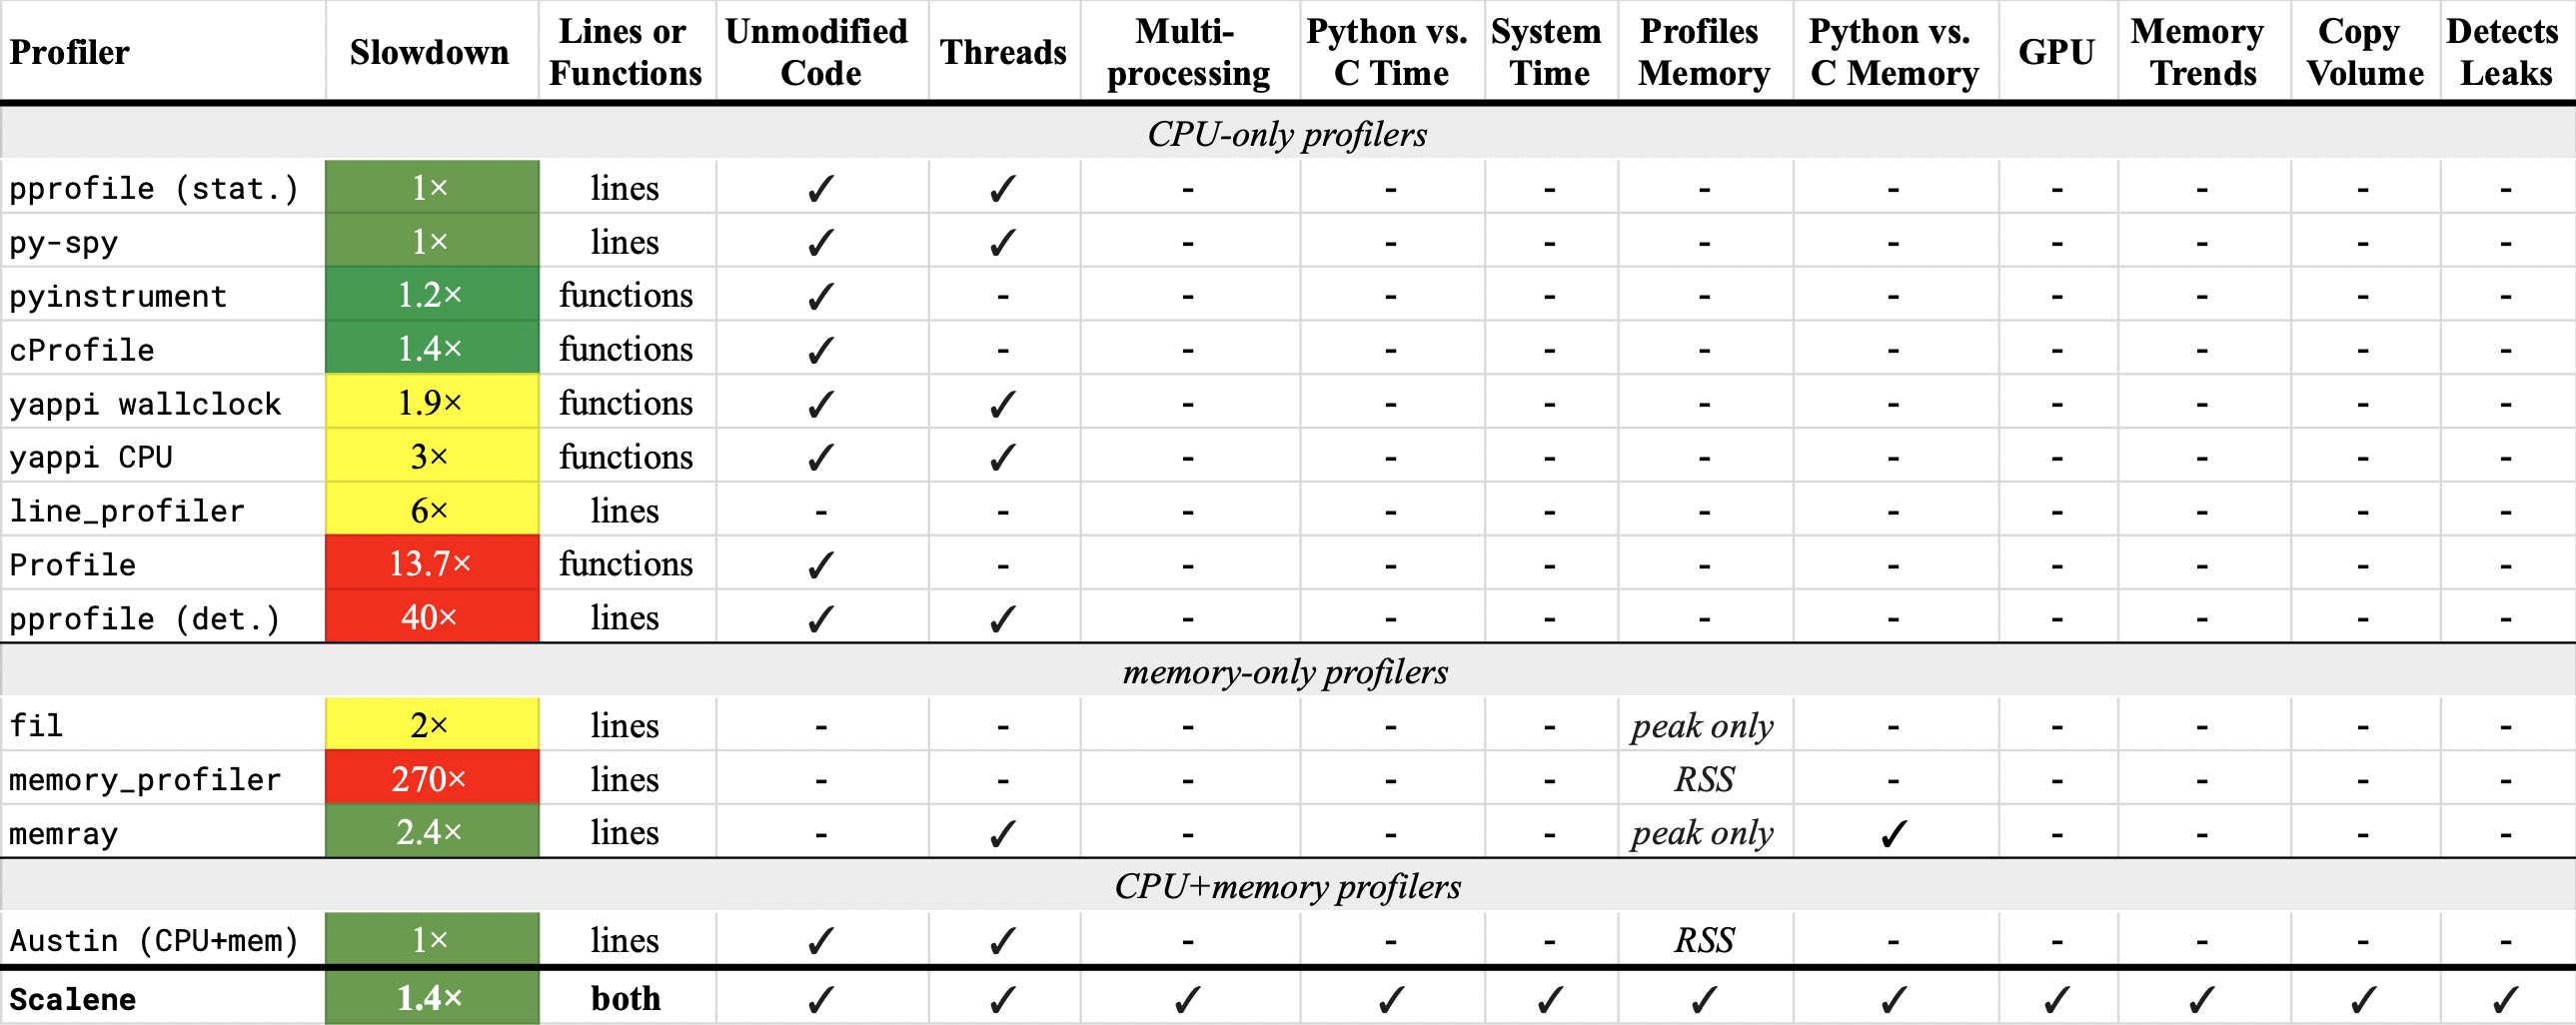 Profiler Slowdown Lines or Functions Unmodified Code Threads Multi-processing Python vs. C Time System Time Profiles Memory Python vs. C Memory GPU Memory Trends Copy Volume Detects Leaks
CPU-only profilers
pprofile (stat.) 1× lines ✓ ✓ - - - - - - - - -
py-spy 1× lines ✓ ✓ - - - - - - - - -
pyinstrument 1.2× functions ✓ - - - - - - - - - -
cProfile 1.4× functions ✓ - - - - - - - - - -
yappi wallclock 1.9× functions ✓ ✓ - - - - - - - - -
yappi CPU 3× functions ✓ ✓ - - - - - - - - -
line_profiler 6× lines - - - - - - - - - - -
Profile 13.7× functions ✓ - - - - - - - - - -
pprofile (det.) 40× lines ✓ ✓ - - - - - - - - -
memory-only profilers
fil 2× lines - - - - - peak only - - - - -
memory_profiler 270× lines - - - - - RSS - - - - -
memray 2.4× lines - ✓ - - - peak only ✓ - - - -
CPU+memory profilers
Austin (CPU+mem) 1× lines ✓ ✓ - - - RSS - - - - -
Scalene 1.4× both ✓ ✓ ✓ ✓ ✓ ✓ ✓ ✓ ✓ ✓ ✓